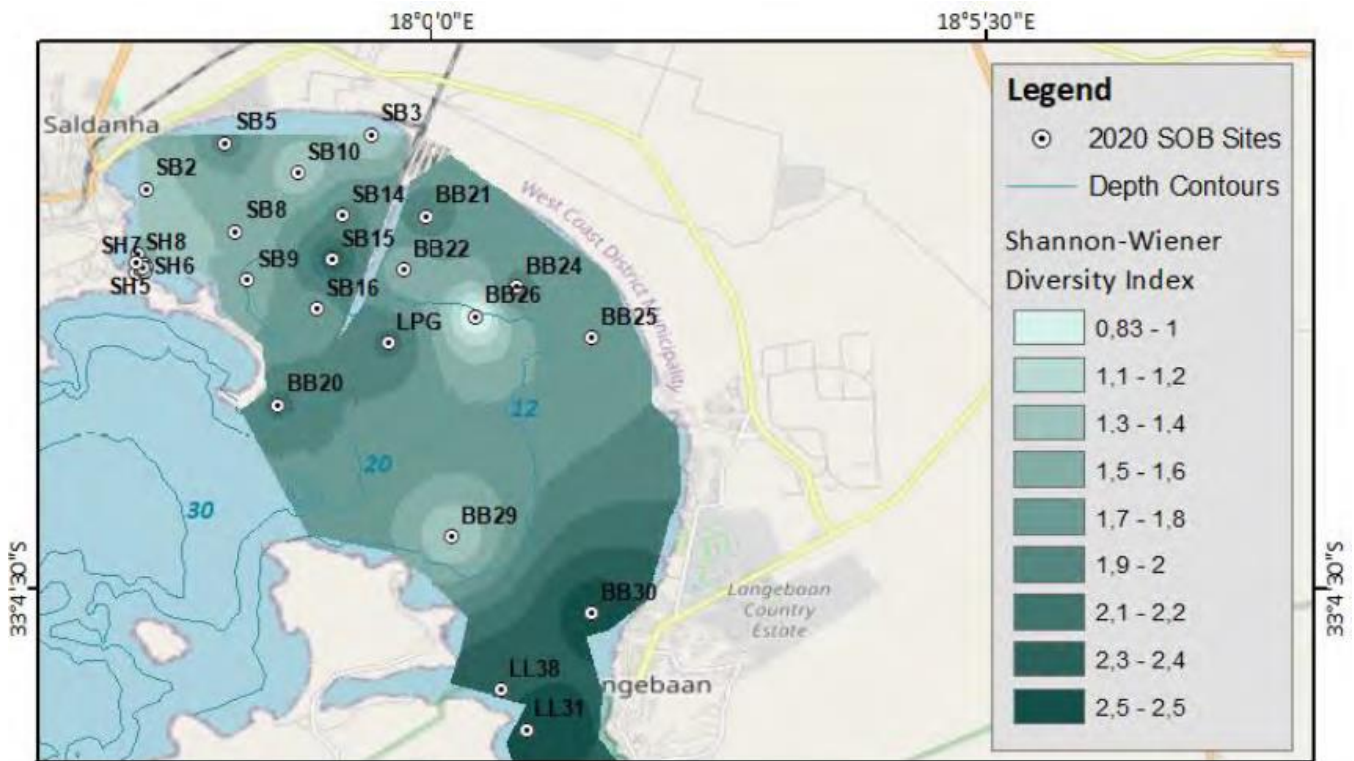 18°0'0"E
18°5'30"E
Saldanha
SB5
SB3
SB2
SB10
SB14
BB21
SB8
SB15
BB22
SH7
SH8
SH6
SH5
SB9
SB16
BB24
BB26
LPG
BB25
BB20
West Coast District Municipality
12
20
30
BB29
BB30
LL38
LL31
ngebaan
Langebaan
Country
Estate
33°4'30"S
33°4'30"S
Legend
2020 SOB Sites
Depth Contours
Shannon-Wiener
Diversity Index
0,83 - 1
1,1 - 1,2
1,3 - 1,4
1,5 - 1,6
1,7 - 1,8
1,9 - 2
2,1 - 2,2
2,3 - 2,4
2,5 - 2,5